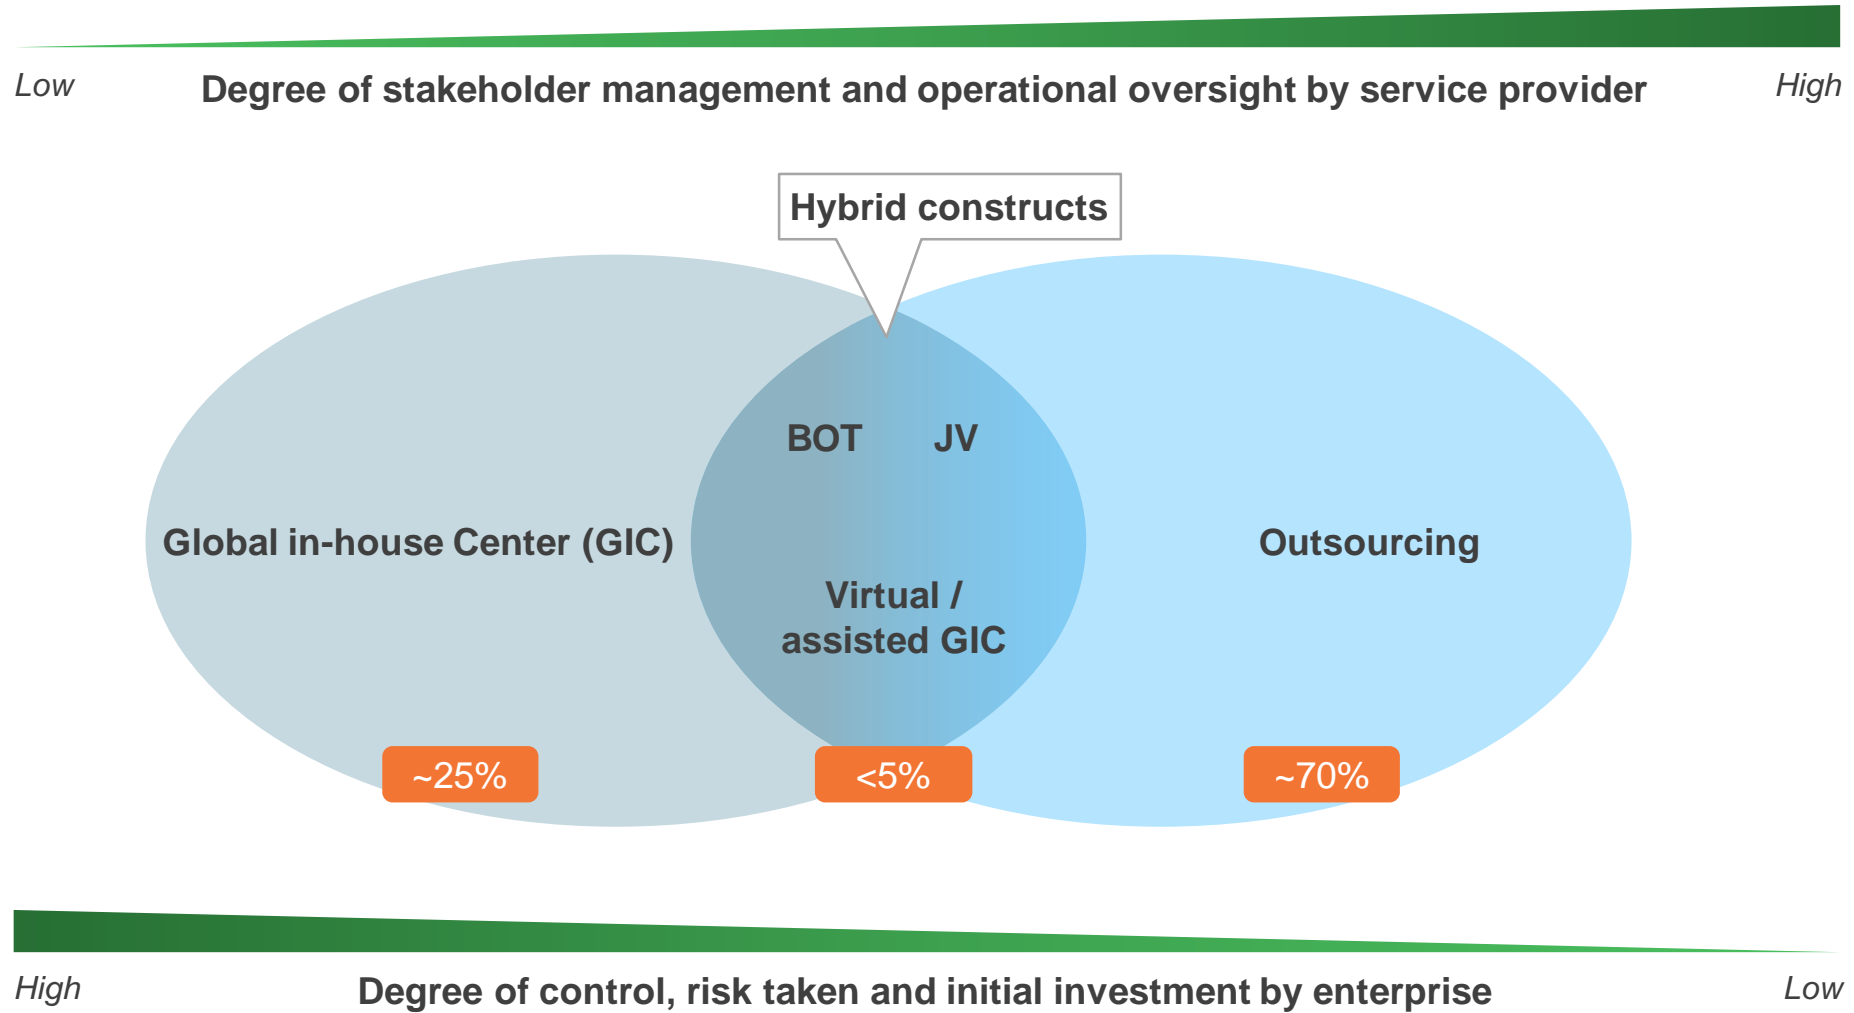 Low
Degree of stakeholder management and operational oversight by service provider
High
Hybrid constructs
BOT
JV
Global in-house Center (GIC)
Outsourcing
Virtual /
assisted GIC
~25%
<5%
~70%
High
Degree of control, risk taken and initial investment by enterprise
Low